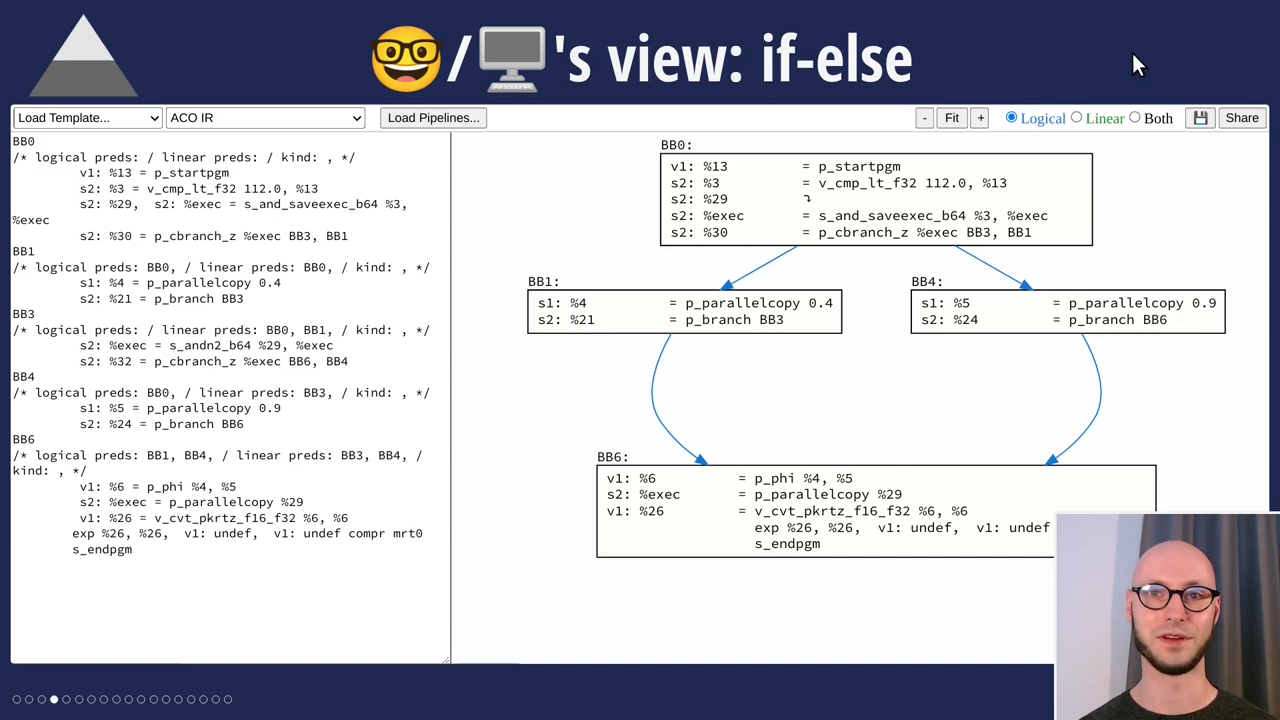 🤓/🖥️'s view: if-else
Load Template...
ACO IR
Load Pipelines...
-
Fit
+
Logical
Linear
Both
💾
Share
BB0
/* logical preds: / linear preds: / kind: , */
v1: %13 = p_startpgm
s2: %3 = v_cmp_lt_f32 112.0, %13
s2: %29,  s2: %exec = s_and_saveexec_b64 %3,
%exec
s2: %30 = p_cbranch_z %exec BB3, BB1
BB1
/* logical preds: BB0, / linear preds: BB0, / kind: , */
s1: %4 = p_parallelcopy 0.4
s2: %21 = p_branch BB3
BB3
/* logical preds: / linear preds: BB0, BB1, / kind: , */
s2: %exec = s_andn2_b64 %29, %exec
s2: %32 = p_cbranch_z %exec BB6, BB4
BB4
/* logical preds: BB0, / linear preds: BB3, / kind: , */
s1: %5 = p_parallelcopy 0.9
s2: %24 = p_branch BB6
BB6
/* logical preds: BB1, BB4, / linear preds: BB3, BB4, /
kind: , */
v1: %6 = p_phi %4, %5
s2: %exec = p_parallelcopy %29
v1: %26 = v_cvt_pkrtz_f16_f32 %6, %6
exp %26, %26,  v1: undef,  v1: undef compr mrt0
s_endpgm
BB0:
v1: %13 = p_startpgm
s2: %3 = v_cmp_lt_f32 112.0, %13
s2: %29 ⤵
s2: %exec = s_and_saveexec_b64 %3, %exec
s2: %30 = p_cbranch_z %exec BB3, BB1
BB1:
s1: %4 = p_parallelcopy 0.4
s2: %21 = p_branch BB3
BB4:
s1: %5 = p_parallelcopy 0.9
s2: %24 = p_branch BB6
BB6:
v1: %6 = p_phi %4, %5
s2: %exec = p_parallelcopy %29
v1: %26 = v_cvt_pkrtz_f16_f32 %6, %6
exp %26, %26,  v1: undef,  v1: undef
s_endpgm